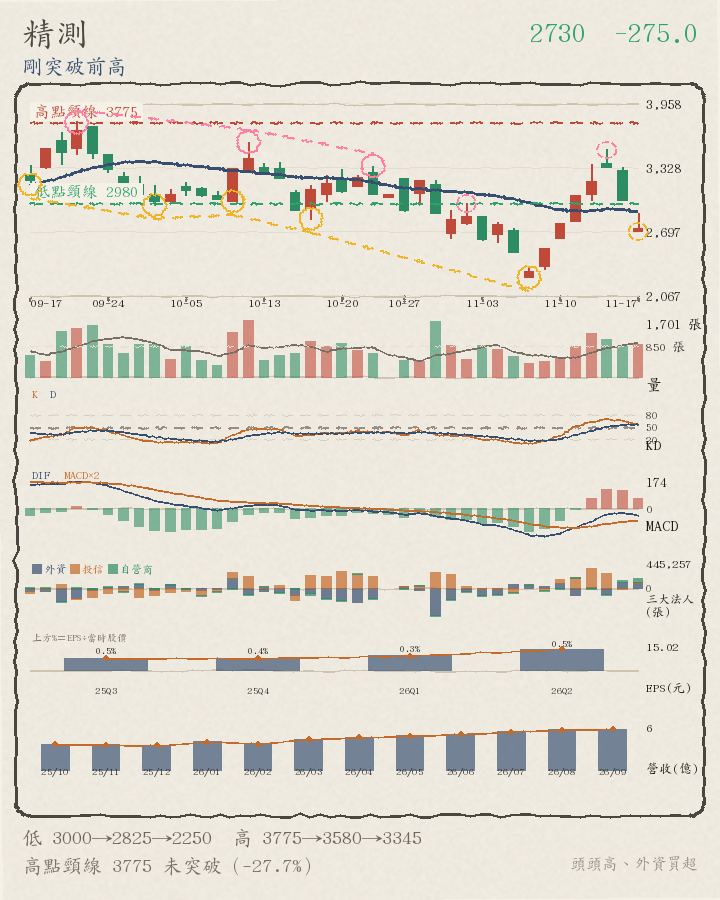 精測
2730 -275.0
剛突破前高
高點頸線 3775
低點頸線 2980
3,958
3,328
2,697
2,067
09-17 09-24 10-05 10-13 10-20 10-27 11-03 11-10 11-17
1,701 張
850 張
量
K D
80
50
20
KD
DIF MACD×2
174
0
MACD
外資 投信 自營商
445,257
0
三大法人
(張)
上方%=EPS÷當時股價
0.5% 0.4% 0.3% 0.5%
15.02
25Q3 25Q4 26Q1 26Q2
EPS(元)
6
25/10 25/11 25/12 26/01 26/02 26/03 26/04 26/05 26/06 26/07 26/08 26/09
營收(億)
低 3000→2825→2250 高 3775→3580→3345
高點頸線 3775 未突破 (-27.7%)
頭頭高、外資買超